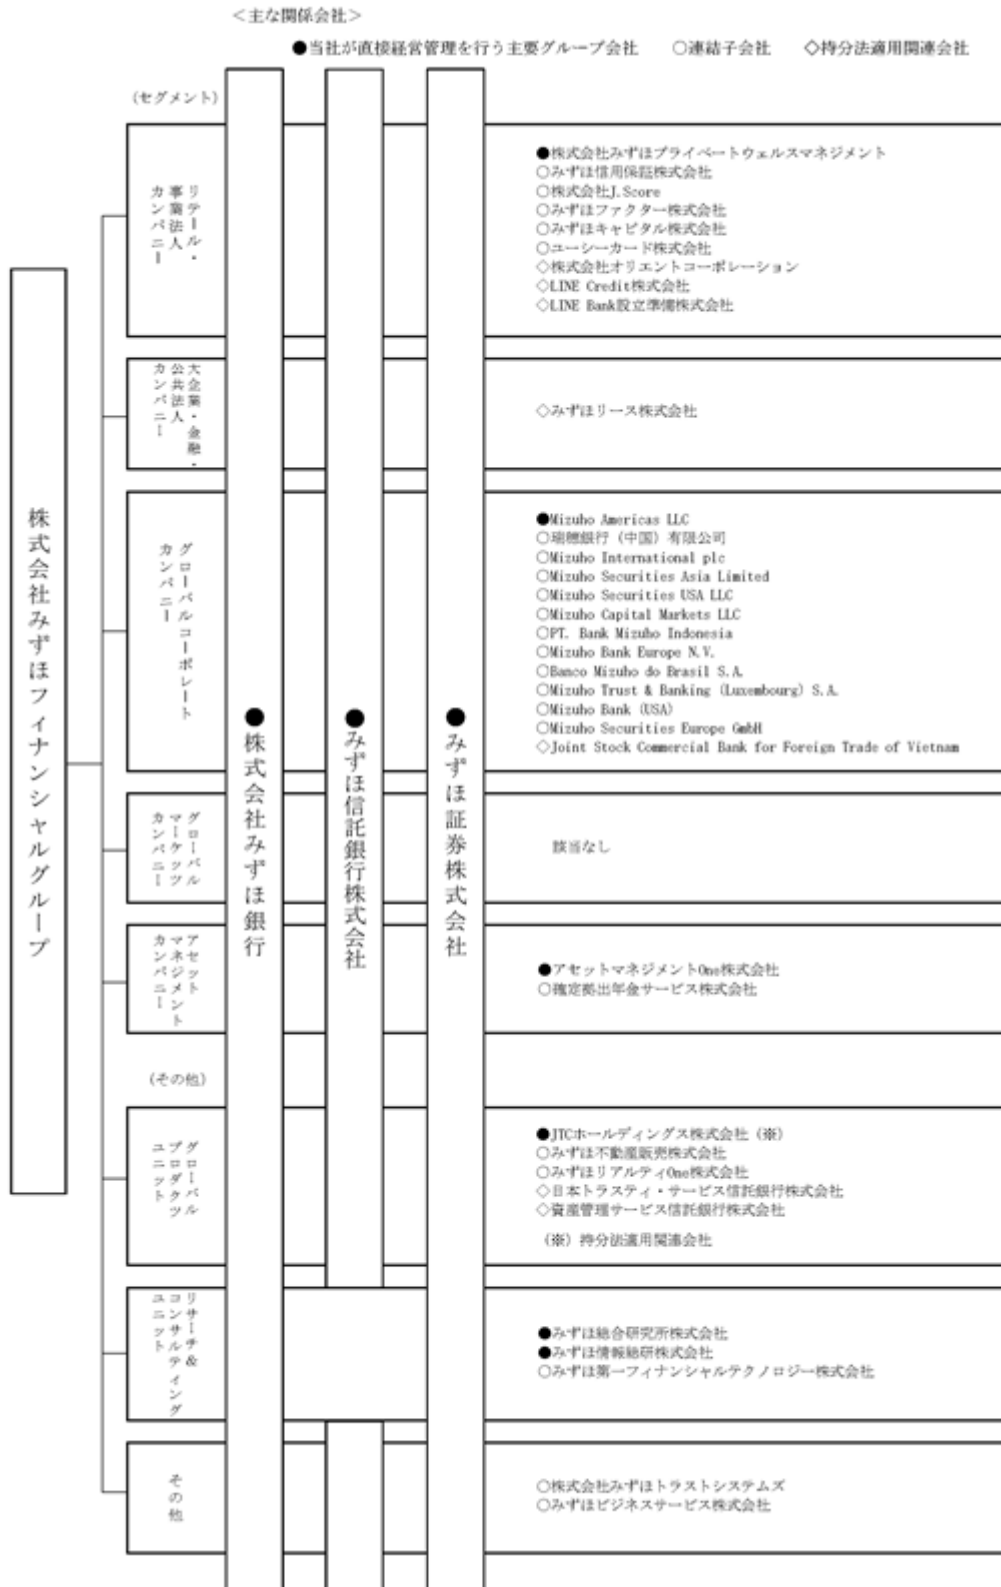 ＜主な関係会社＞
●当社が直接経営管理を行う主要グループ会社　○連結子会社　◇持分法適用関連会社
(セグメント)
株式会社みずほフィナンシャルグループ
●株式会社みずほ銀行
●みずほ信託銀行株式会社
●みずほ証券株式会社
リテール・
事業法人
カンパニー
●株式会社みずほプライベートウェルスマネジメント
○みずほ信用保証株式会社
○株式会社J.Score
○みずほファクター株式会社
○みずほキャピタル株式会社
○ユーシーカード株式会社
◇株式会社オリエントコーポレーション
◇LINE Credit株式会社
◇LINE Bank設立準備株式会社
大企業・金融・
公共法人
カンパニー
◇みずほリース株式会社
グローバルコーポレート
カンパニー
●Mizuho Americas LLC
○瑞穂銀行（中国）有限公司
○Mizuho International plc
○Mizuho Securities Asia Limited
○Mizuho Securities USA LLC
○Mizuho Capital Markets LLC
○PT. Bank Mizuho Indonesia
○Mizuho Bank Europe N.V.
○Banco Mizuho do Brasil S.A.
○Mizuho Trust & Banking (Luxembourg) S.A.
○Mizuho Bank (USA)
○Mizuho Securities Europe GmbH
◇Joint Stock Commercial Bank for Foreign Trade of Vietnam
グローバル
マーケッツ
カンパニー
該当なし
アセット
マネジメント
カンパニー
●アセットマネジメントOne株式会社
○確定拠出年金サービス株式会社
(その他)
グローバル
プロダクツ
ユニット
●JTCホールディングス株式会社（※）
○みずほ不動産販売株式会社
○みずほリアルティOne株式会社
◇日本トラスティ・サービス信託銀行株式会社
◇資産管理サービス信託銀行株式会社
（※）持分法適用関連会社
リサーチ&
コンサルティング
ユニット
●みずほ総合研究所株式会社
●みずほ情報総研株式会社
○みずほ第一フィナンシャルテクノロジー株式会社
その他
○株式会社みずほトラストシステムズ
○みずほビジネスサービス株式会社